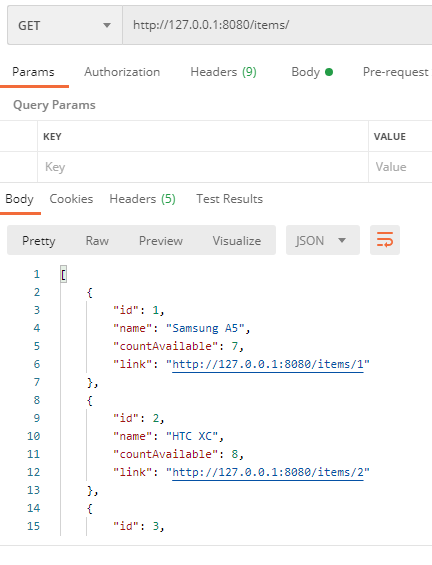 GET http://127.0.0.1:8080/items/
Params Authorization Headers (9) Body Pre-request
Query Params
KEY VALUE
Key Value
Body Cookies Headers (5) Test Results
Pretty Raw Preview Visualize JSON
1 [
2 {
3 "id": 1,
4 "name": "Samsung A5",
5 "countAvailable": 7,
6 "link": "http://127.0.0.1:8080/items/1"
7 },
8 {
9 "id": 2,
10 "name": "HTC XC",
11 "countAvailable": 8,
12 "link": "http://127.0.0.1:8080/items/2"
13 },
14 {
15 "id": 3,